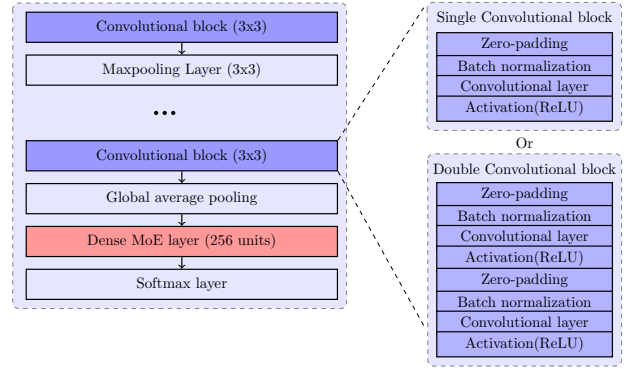 Convolutional block (3x3)
Maxpooling Layer (3x3)
...
Convolutional block (3x3)
Global average pooling
Dense MoE layer (256 units)
Softmax layer
Single Convolutional block
Zero-padding
Batch normalization
Convolutional layer
Activation(ReLU)
Or
Double Convolutional block
Zero-padding
Batch normalization
Convolutional layer
Activation(ReLU)
Zero-padding
Batch normalization
Convolutional layer
Activation(ReLU)